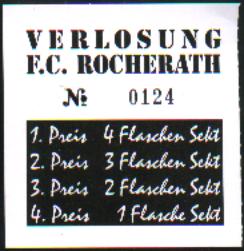 VERLOSUNG
F.C. ROCHERATH
№ 0124
1. Preis 4 Flaschen Sekt
2. Preis 3 Flaschen Sekt
3. Preis 2 Flaschen Sekt
4. Preis 1 Flasche Sekt